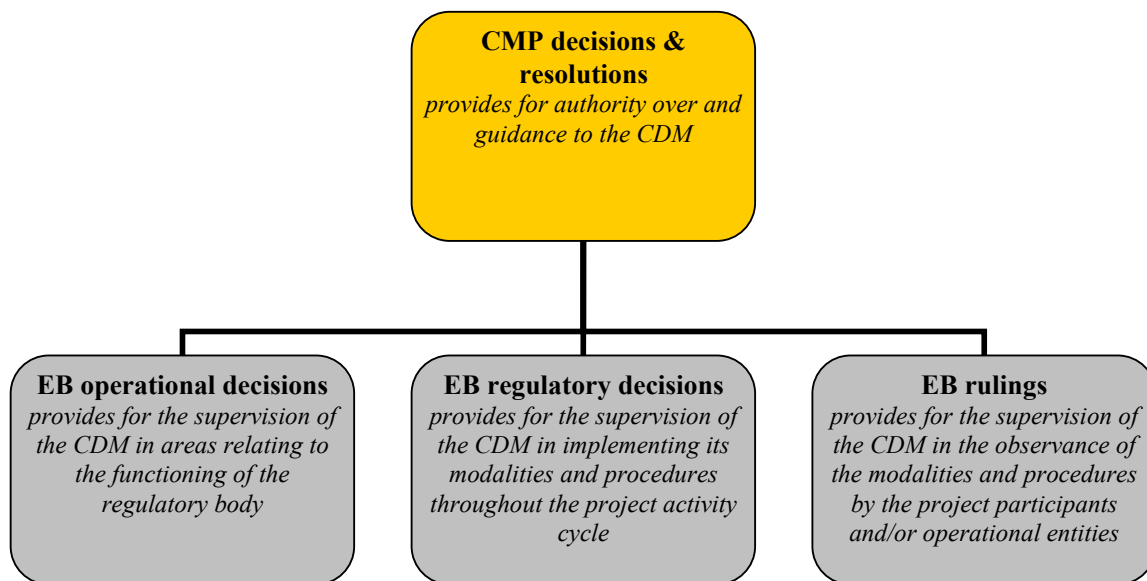 CMP decisions &
resolutions
provides for authority over and
guidance to the CDM
EB operational decisions
provides for the supervision of
the CDM in areas relating to
the functioning of the
regulatory body
EB regulatory decisions
provides for the supervision of
the CDM in implementing its
modalities and procedures
throughout the project activity
cycle
EB rulings
provides for the supervision of
the CDM in the observance of
the modalities and procedures
by the project participants
and/or operational entities